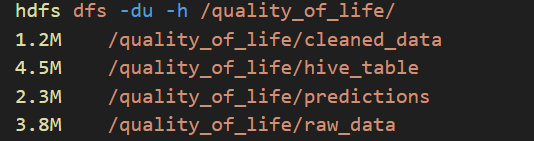 hdfs dfs -du -h /quality_of_life/
1.2M    /quality_of_life/cleaned_data
4.5M    /quality_of_life/hive_table
2.3M    /quality_of_life/predictions
3.8M    /quality_of_life/raw_data